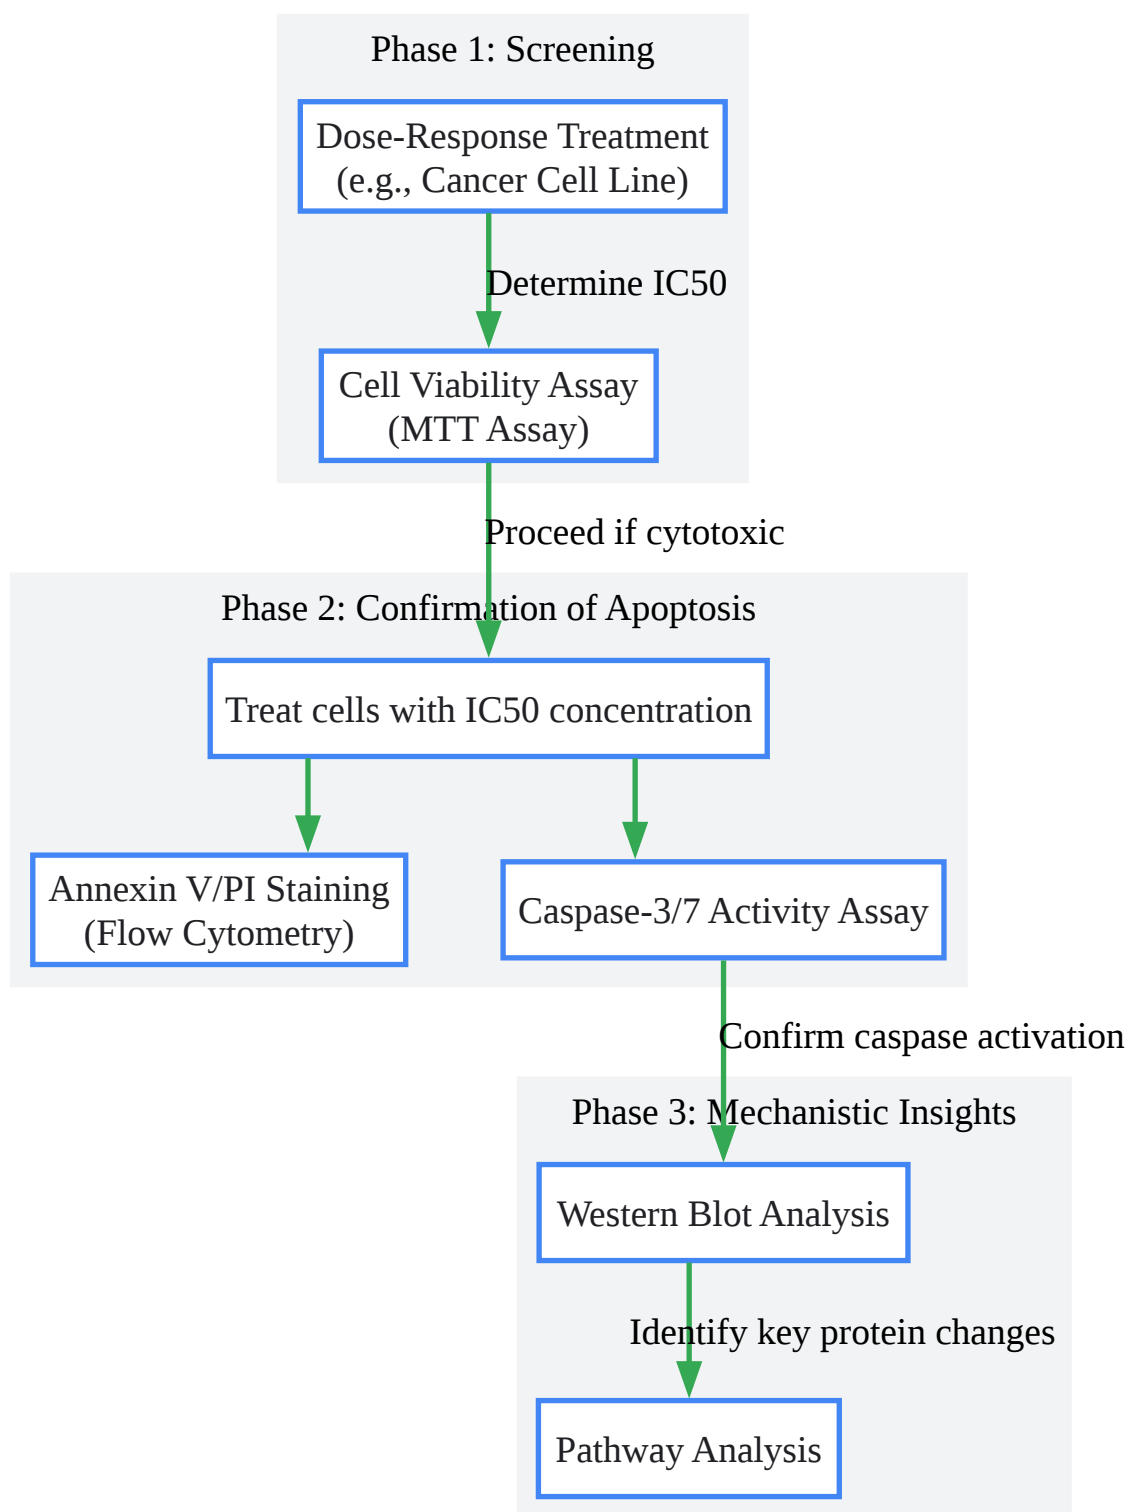 Phase 1: Screening
Dose-Response Treatment
(e.g., Cancer Cell Line)
Determine IC50
Cell Viability Assay
(MTT Assay)
Proceed if cytotoxic
Phase 2: Confirmation of Apoptosis
Treat cells with IC50 concentration
Annexin V/PI Staining
(Flow Cytometry)
Caspase-3/7 Activity Assay
Confirm caspase activation
Phase 3: Mechanistic Insights
Western Blot Analysis
Identify key protein changes
Pathway Analysis